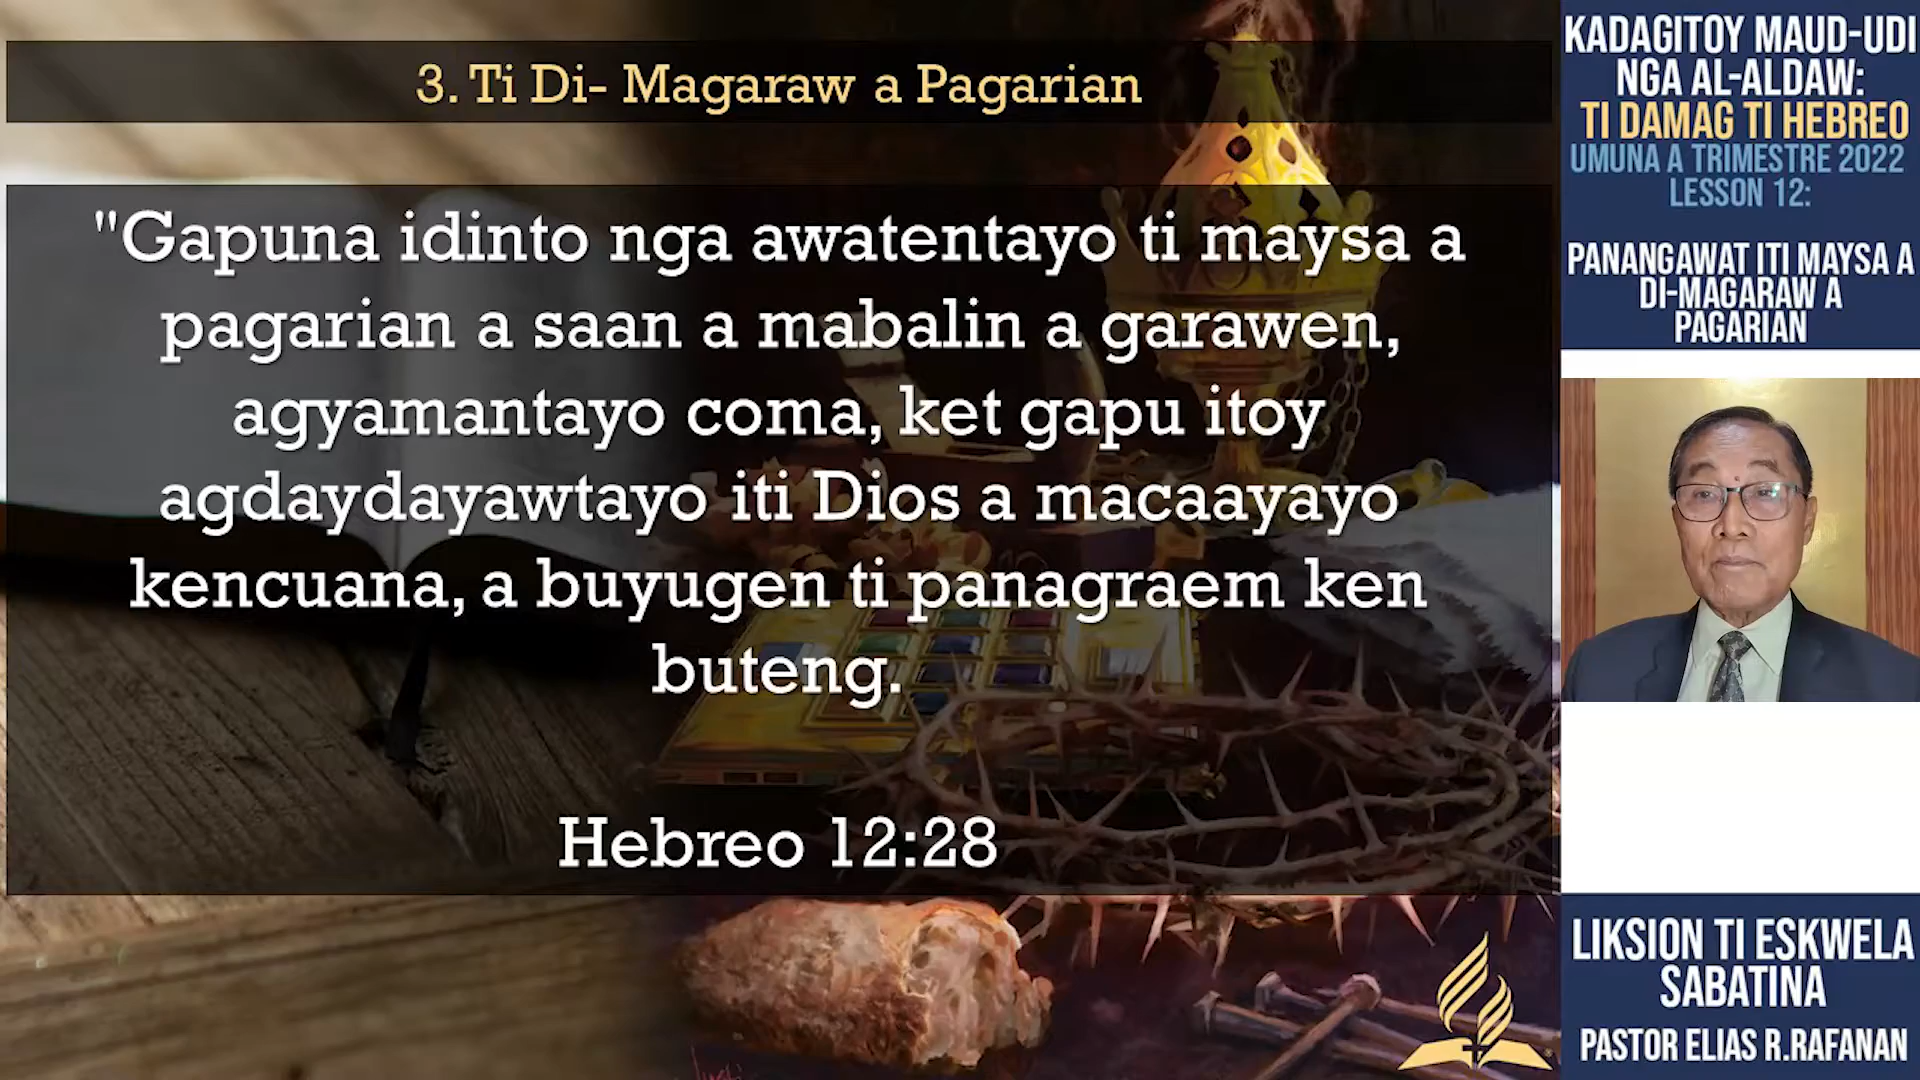 3. Ti Di- Magaraw a Pagarian
"Gapuna idinto nga awatentayo ti maysa a
pagarian a saan a mabalin a garawen,
agyamantayo coma, ket gapu itoy
agdaydayawtayo iti Dios a macaayayo
kencuana, a buyugen ti panagraem ken
buteng.
Hebreo 12:28
KADAGITOY MAUD-UDI
NGA AL-ALDAW:
TI DAMAG TI HEBREO
UMUNA A TRIMESTRE 2022
LESSON 12:
PANANGAWAT ITI MAYSA A
DI-MAGARAW A
PAGARIAN
LIKSION TI ESKWELA
SABATINA
PASTOR ELIAS R.RAFANAN